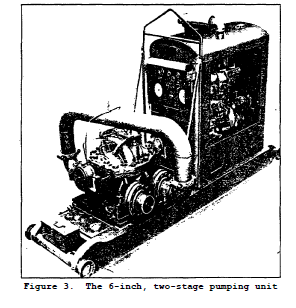 Figure 3. The 6-inch, two-stage pumping unit